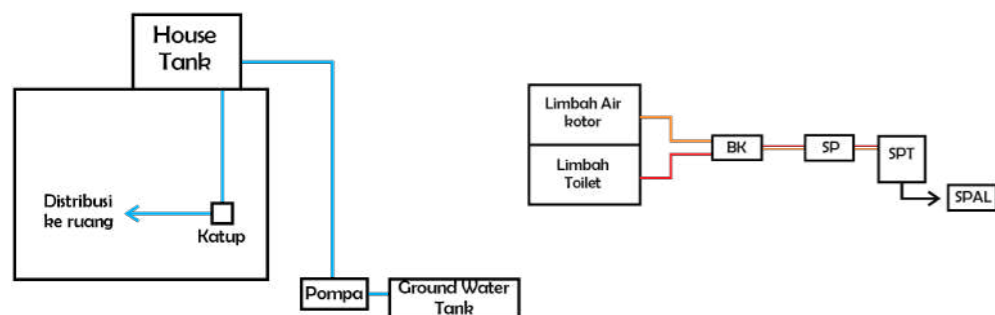 House
Tank
Distribusi
ke ruang
Katup
Pompa
Ground Water
Tank
Limbah Air
kotor
Limbah
Toilet
BK
SP
SPT
SPAL